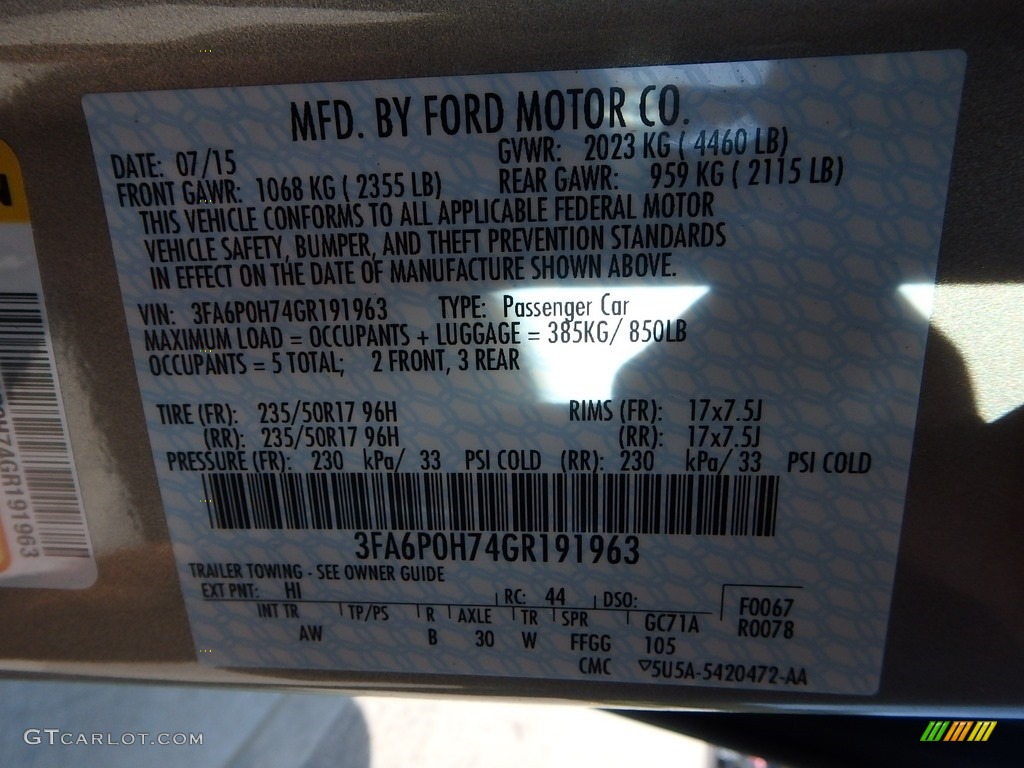 MFD. BY FORD MOTOR CO.
DATE: 07/15 GVWR: 2023 KG ( 4460 LB)
FRONT GAWR: 1068 KG ( 2355 LB) REAR GAWR: 959 KG ( 2115 LB)
THIS VEHICLE CONFORMS TO ALL APPLICABLE FEDERAL MOTOR
VEHICLE SAFETY, BUMPER, AND THEFT PREVENTION STANDARDS
IN EFFECT ON THE DATE OF MANUFACTURE SHOWN ABOVE.
VIN: 3FA6P0H74GR191963 TYPE: Passenger Car
MAXIMUM LOAD = OCCUPANTS + LUGGAGE = 385KG/ 850LB
OCCUPANTS = 5 TOTAL; 2 FRONT, 3 REAR
TIRE (FR): 235/50R17 96H RIMS (FR): 17x7.5J
(RR): 235/50R17 96H (RR): 17x7.5J
PRESSURE (FR): 230 kPa/ 33 PSI COLD (RR): 230 kPa/ 33 PSI COLD
3FA6P0H74GR191963
TRAILER TOWING - SEE OWNER GUIDE
EXT PNT: HI RC: 44 DSO: F0067
INT TR TP/PS R AXLE TR SPR GC71A R0078
AW B 30 W FFGG 105
CMC ▽5U5A-5420472-AA
74GR191963
GTcarlot.com